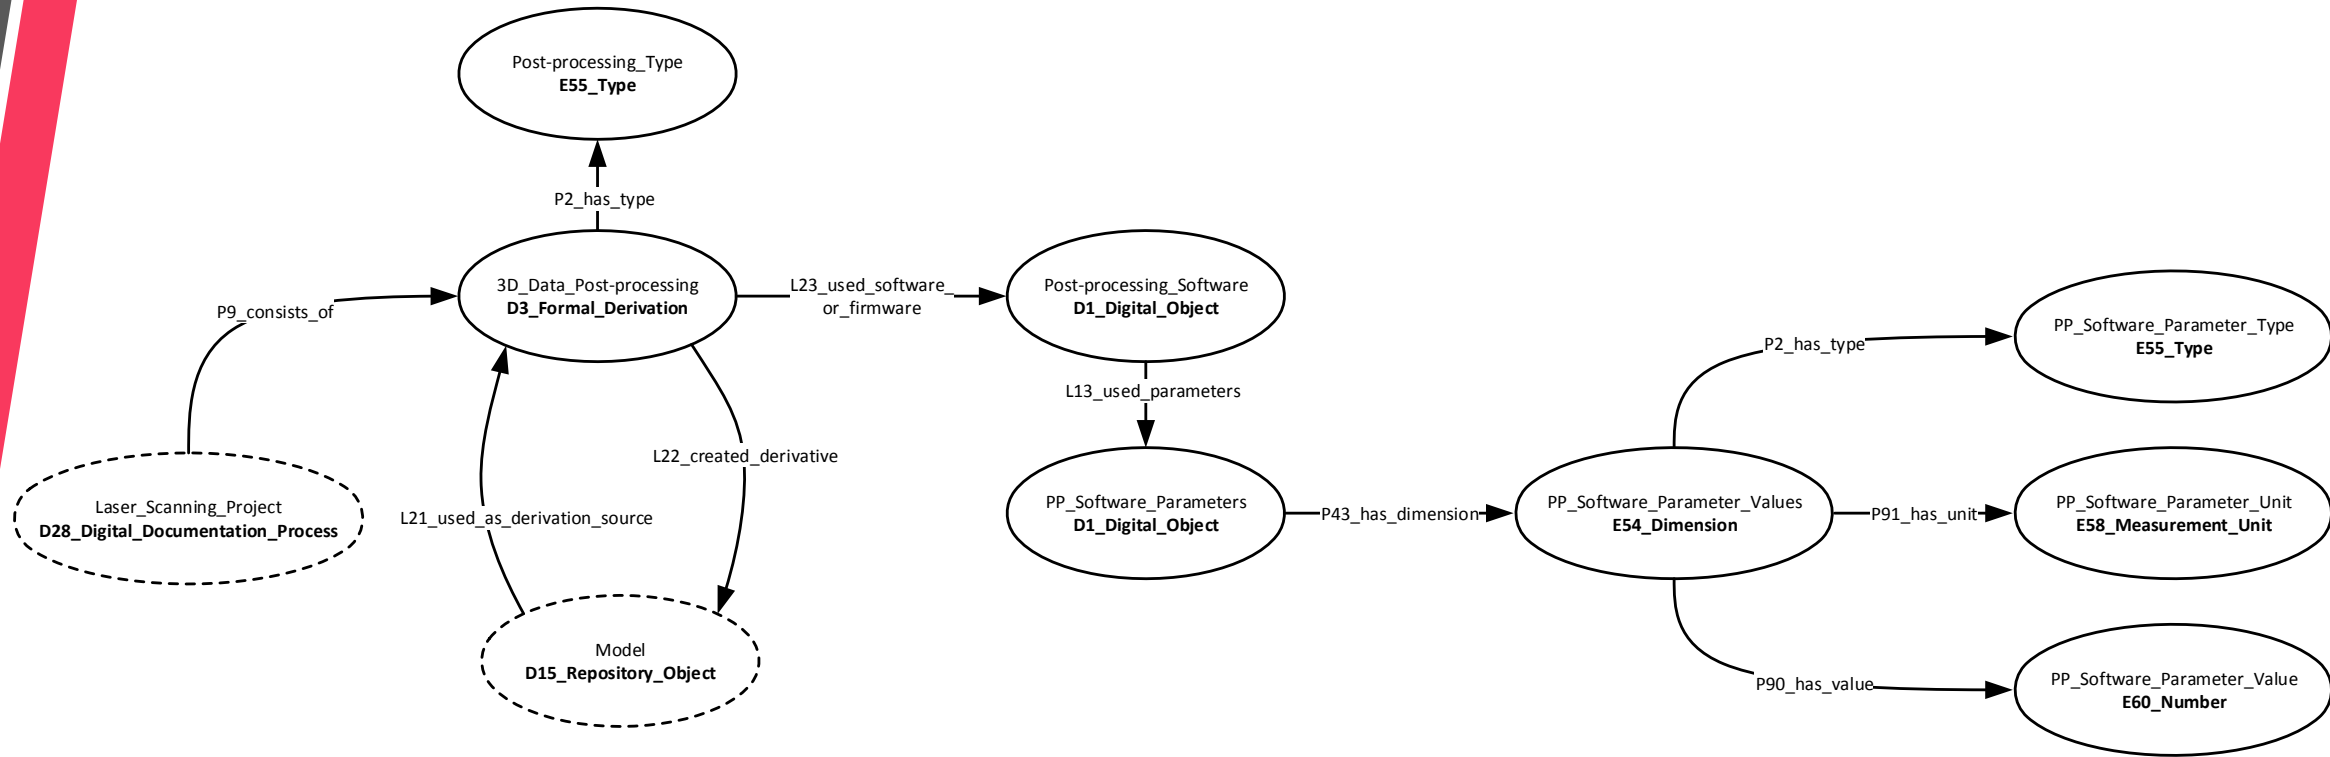 Post-processing_Type
E55_Type
P2_has_type
3D_Data_Post-processing
D3_Formal_Derivation
L23_used_software_
or_firmware
Post-processing_Software
D1_Digital_Object
P9_consists_of
PP_Software_Parameter_Type
E55_Type
P2_has_type
L13_used_parameters
L22_created_derivative
Laser_Scanning_Project
D28_Digital_Documentation_Process
L21_used_as_derivation_source
PP_Software_Parameters
D1_Digital_Object
P43_has_dimension
PP_Software_Parameter_Values
E54_Dimension
P91_has_unit
PP_Software_Parameter_Unit
E58_Measurement_Unit
Model
D15_Repository_Object
P90_has_value
PP_Software_Parameter_Value
E60_Number